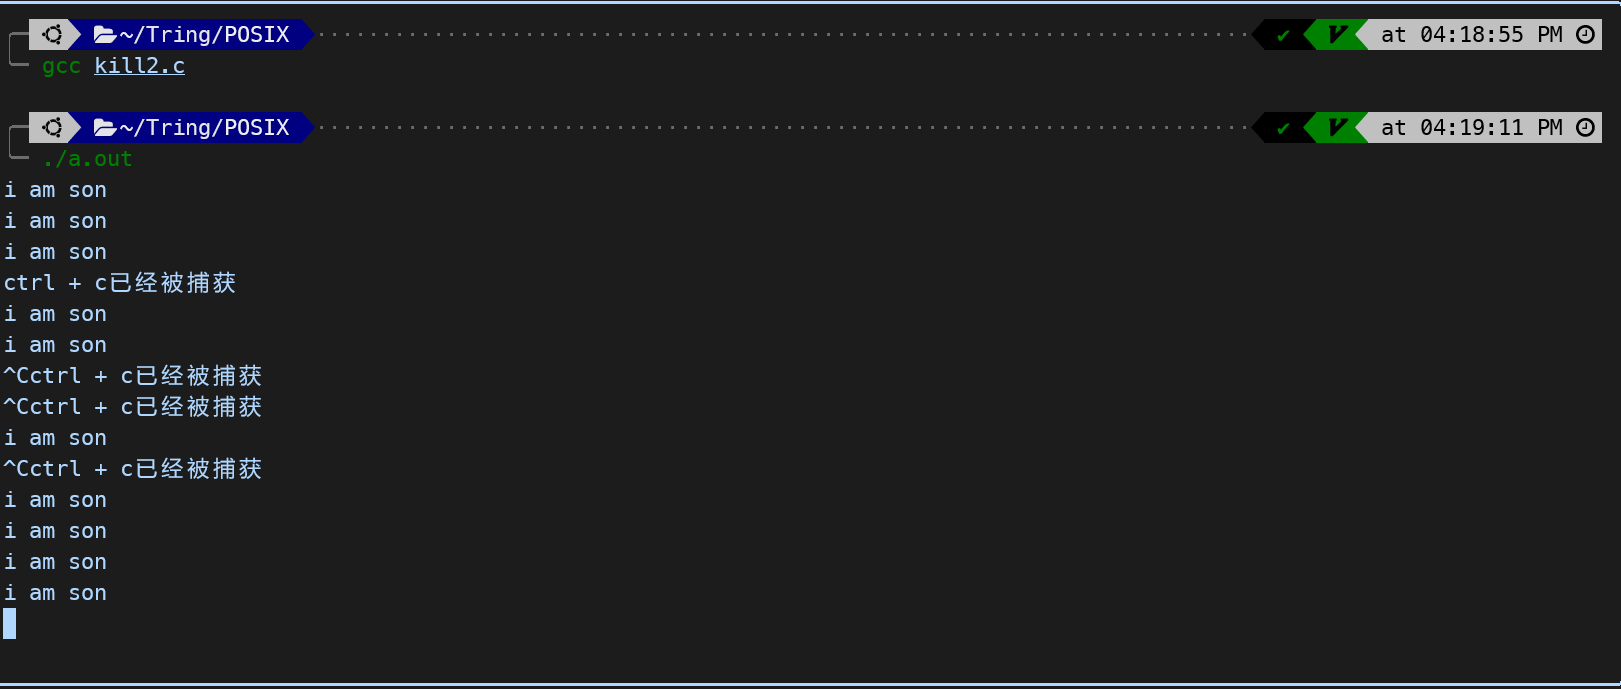 ~/Tring/POSIX ✔ V at 04:18:55 PM
gcc kill2.c
~/Tring/POSIX ✔ V at 04:19:11 PM
./a.out
i am son
i am son
i am son
ctrl + c已经被捕获
i am son
i am son
^Cctrl + c已经被捕获
^Cctrl + c已经被捕获
i am son
^Cctrl + c已经被捕获
i am son
i am son
i am son
i am son